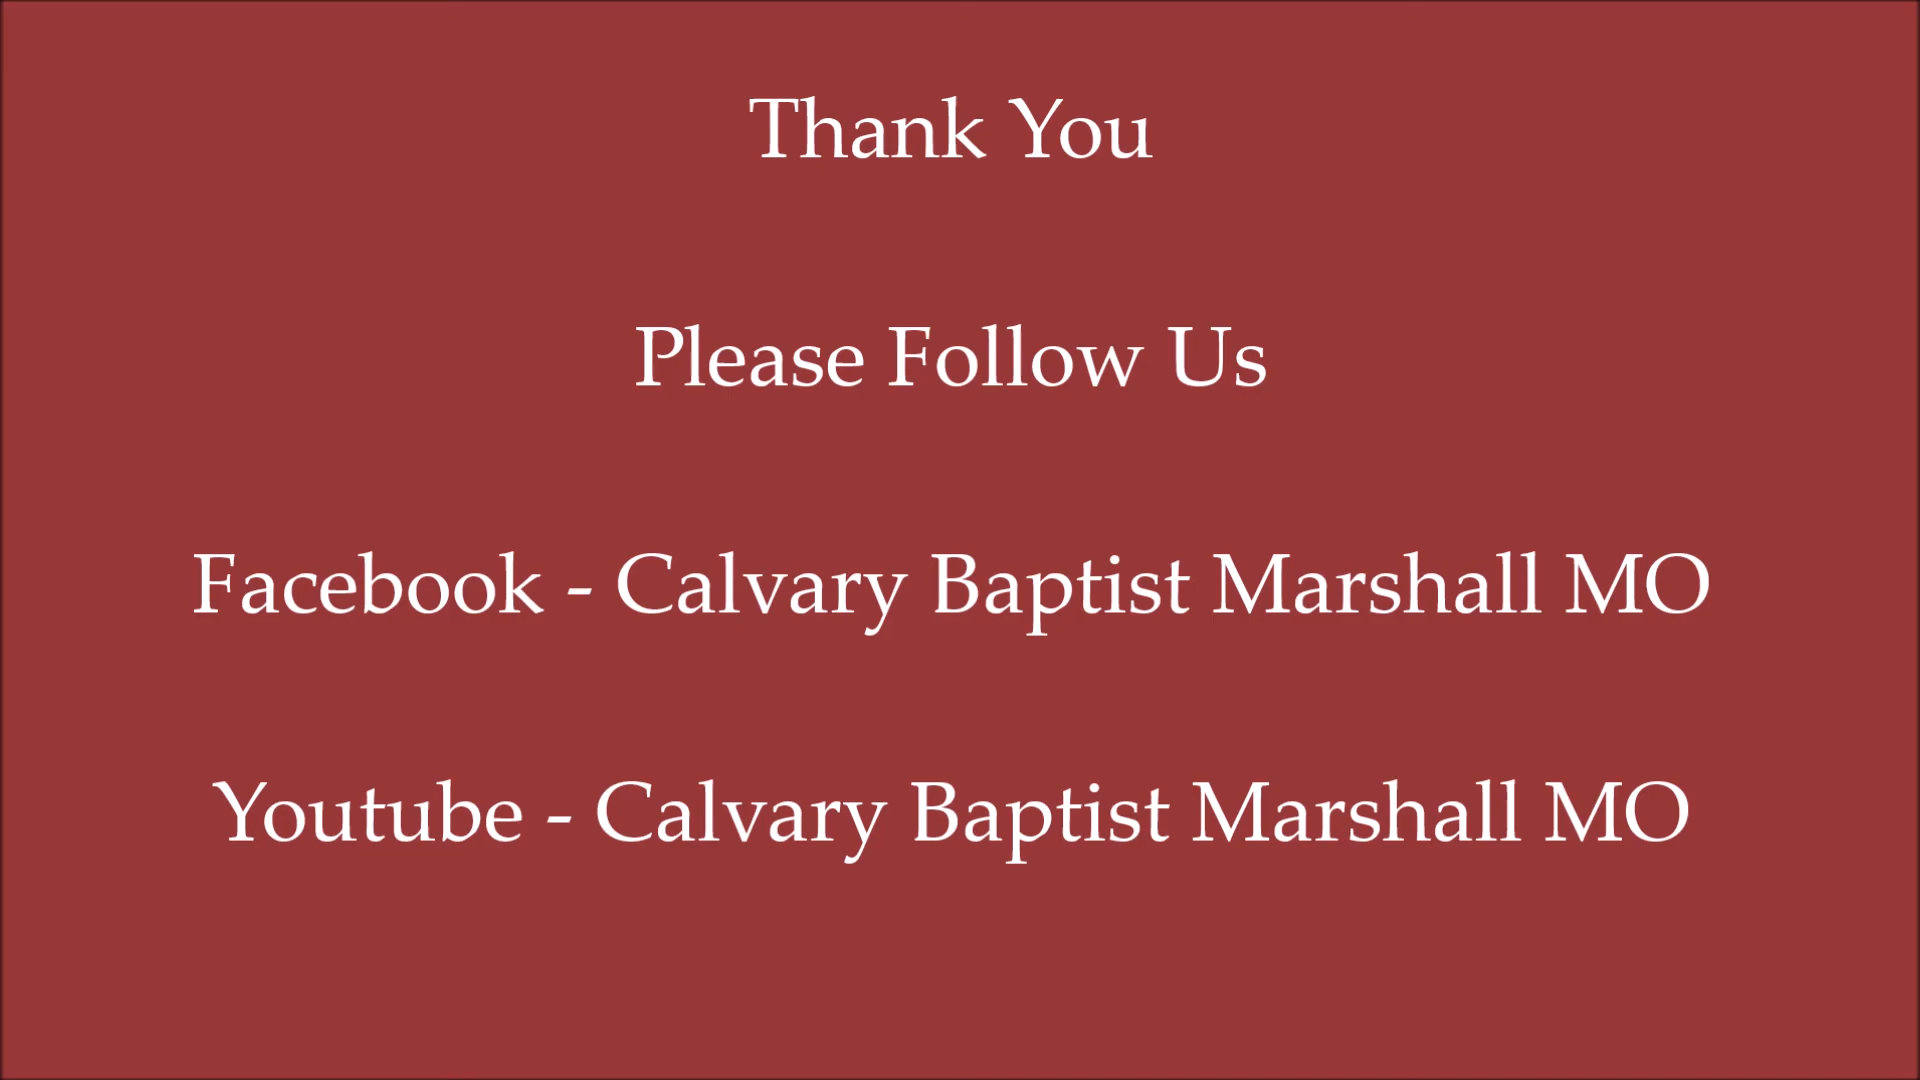 Thank You
Please Follow Us
Facebook - Calvary Baptist Marshall MO
Youtube - Calvary Baptist Marshall MO